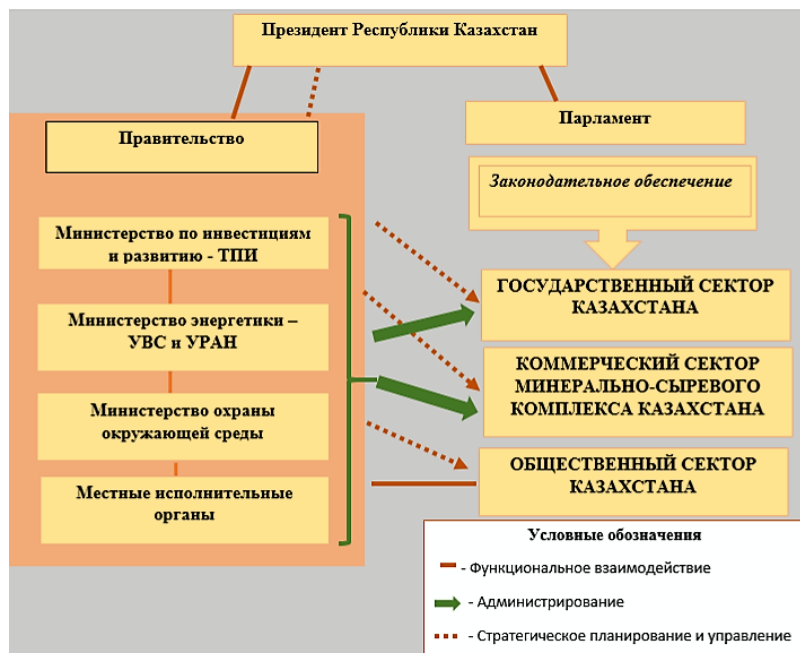 Президент Республики Казахстан
Правительство
Парламент
Законодательное обеспечение
Министерство по инвестициям
и развитию - ТПИ
Министерство энергетики –
УВС и УРАН
Министерство охраны
окружающей среды
Местные исполнительные
органы
ГОСУДАРСТВЕННЫЙ СЕКТОР
КАЗАХСТАНА
КОММЕРЧЕСКИЙ СЕКТОР
МИНЕРАЛЬНО-СЫРЕВОГО
КОМПЛЕКСА КАЗАХСТАНА
ОБЩЕСТВЕННЫЙ СЕКТОР
КАЗАХСТАНА
Условные обозначения
- Функциональное взаимодействие
- Администрирование
- Стратегическое планирование и управление